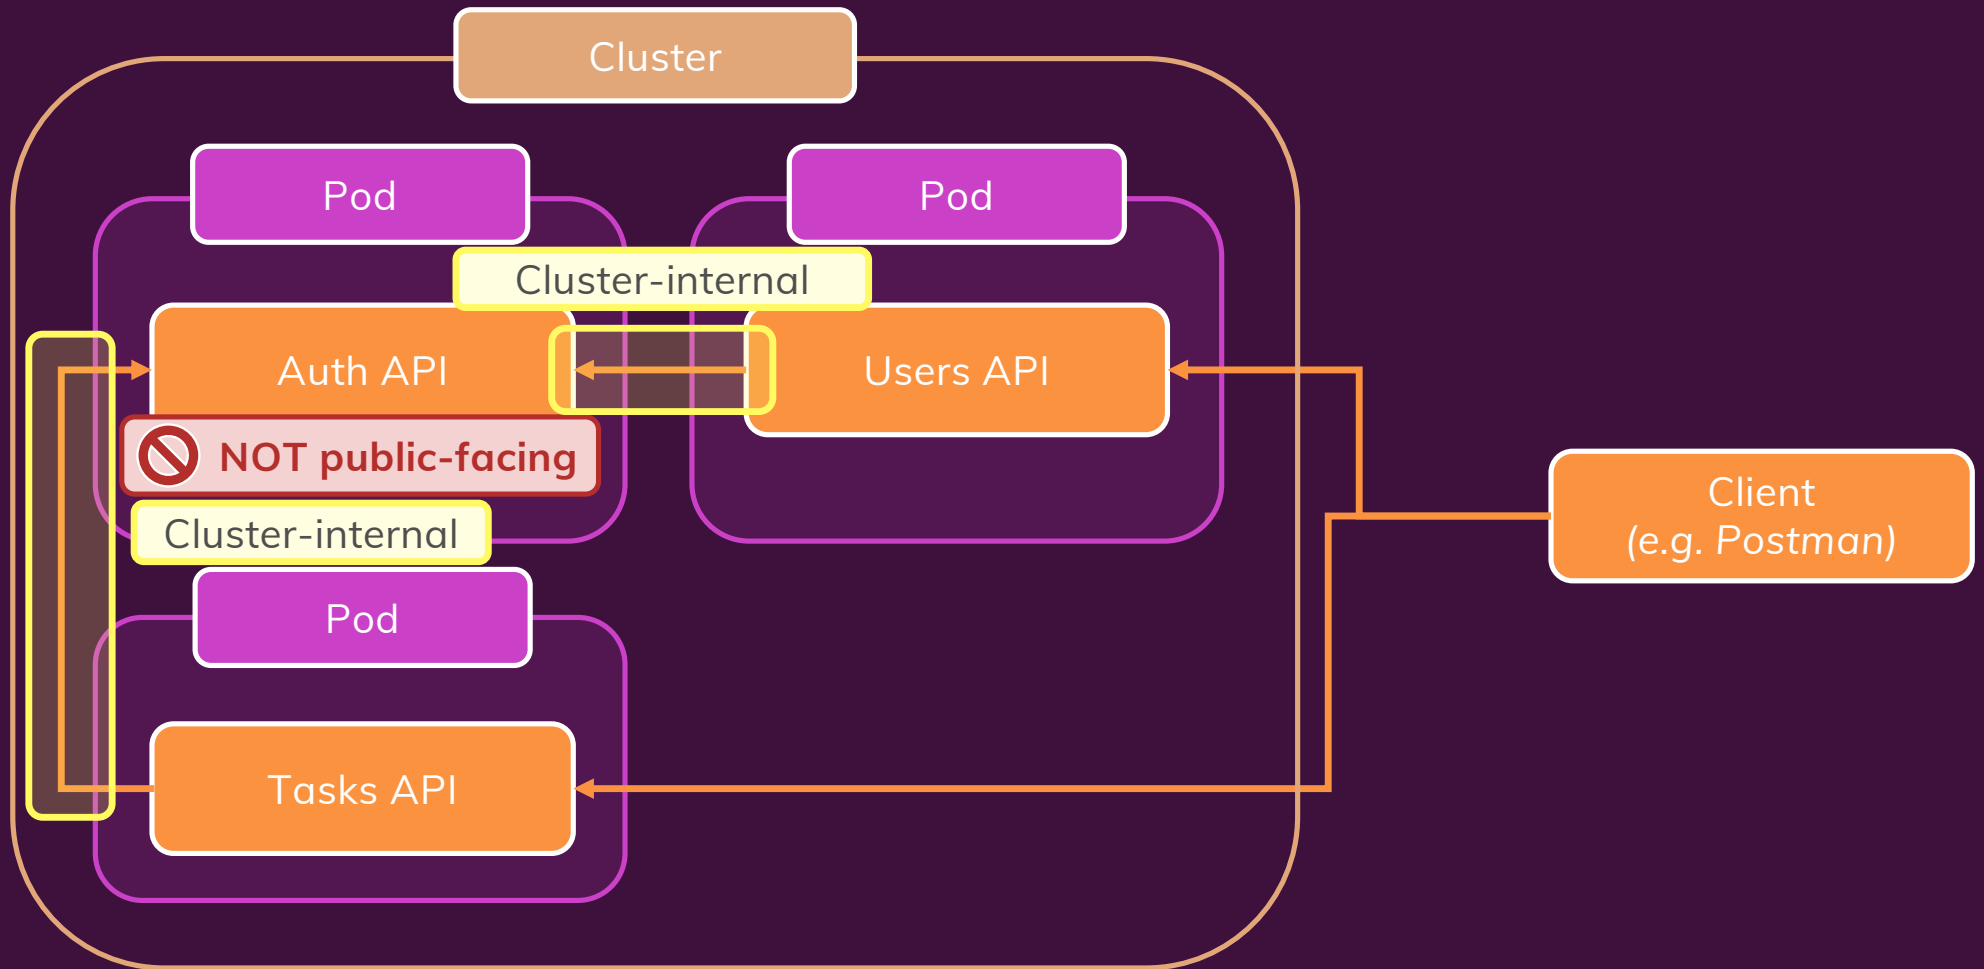 Cluster
Pod
Pod
Cluster-internal
Auth API
Users API
NOT public-facing
Client
(e.g. Postman)
Cluster-internal
Pod
Tasks API